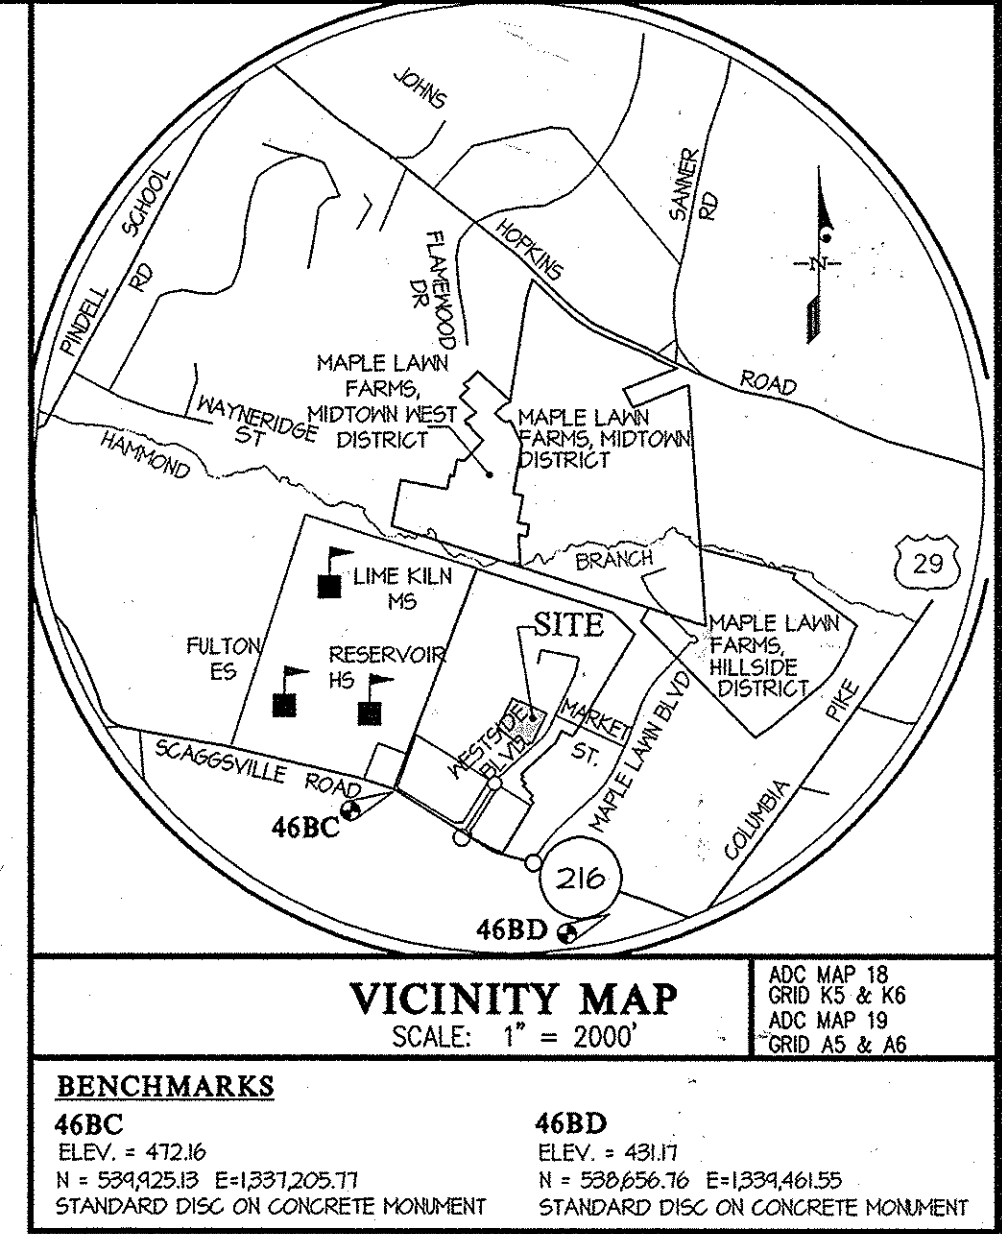 JOHNS
HOPKINS
ROAD
SANNER
RD
PINDELL SCHOOL
RD
FLAMEWOOD
DR
N
MAPLE LAWN
FARMS,
MIDTOWN WEST
DISTRICT
MAPLE LAWN
FARMS, MIDTOWN
DISTRICT
WAYNERIDGE
ST
HAMMOND
BRANCH
29
LIME KILN
MS
SITE
MAPLE LAWN
FARMS,
HILLSIDE
DISTRICT
FULTON
ES
RESERVOIR
HS
WESTSIDE
BLVD.
MARKET
ST.
MAPLE LAWN BLVD
COLUMBIA PIKE
SCAGGSVILLE ROAD
46BC
216
46BD
VICINITY MAP
SCALE: 1" = 2000'
ADC MAP 18
GRID K5 & K6
ADC MAP 19
GRID A5 & A6
BENCHMARKS
46BC
ELEV. = 472.16
N = 539,925.13 E=1,337,205.77
STANDARD DISC ON CONCRETE MONUMENT
46BD
ELEV. = 431.17
N = 538,656.76 E=1,339,461.55
STANDARD DISC ON CONCRETE MONUMENT